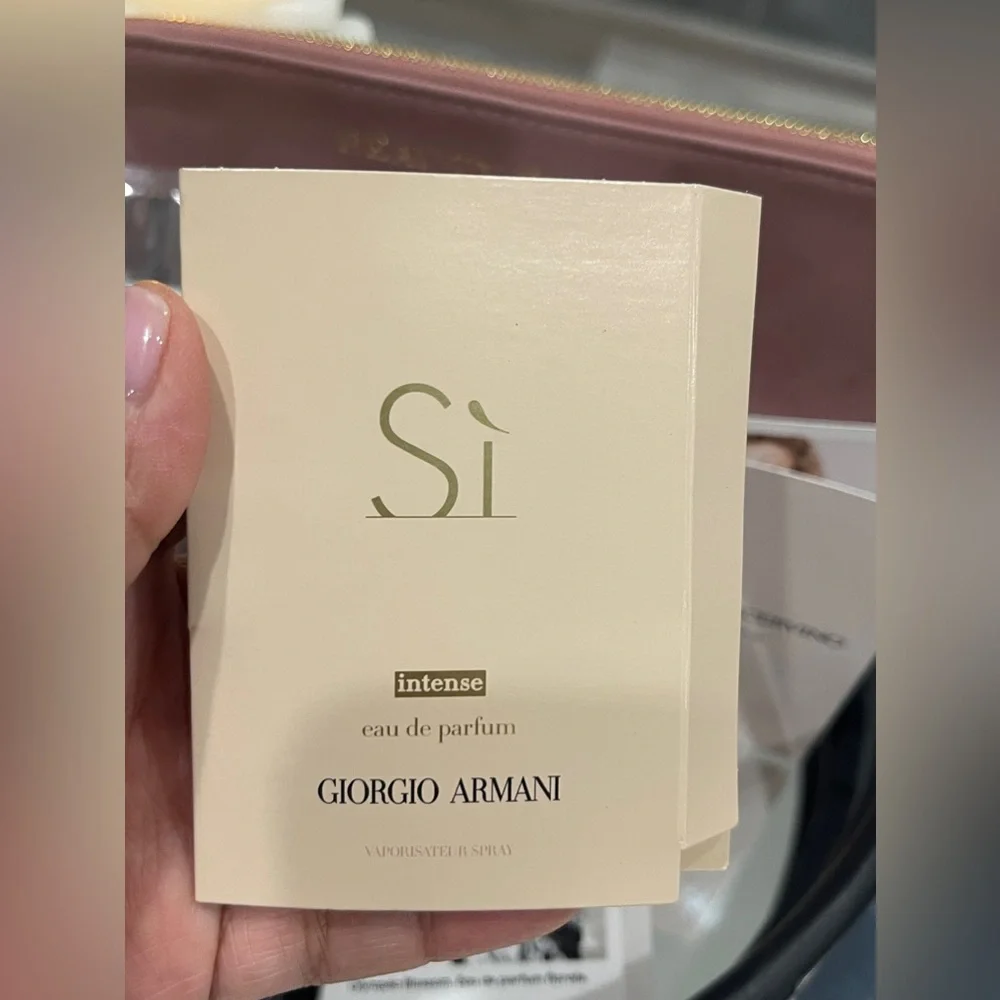 Sì
intense
eau de parfum
GIORGIO ARMANI
VAPORISATEUR SPRAY